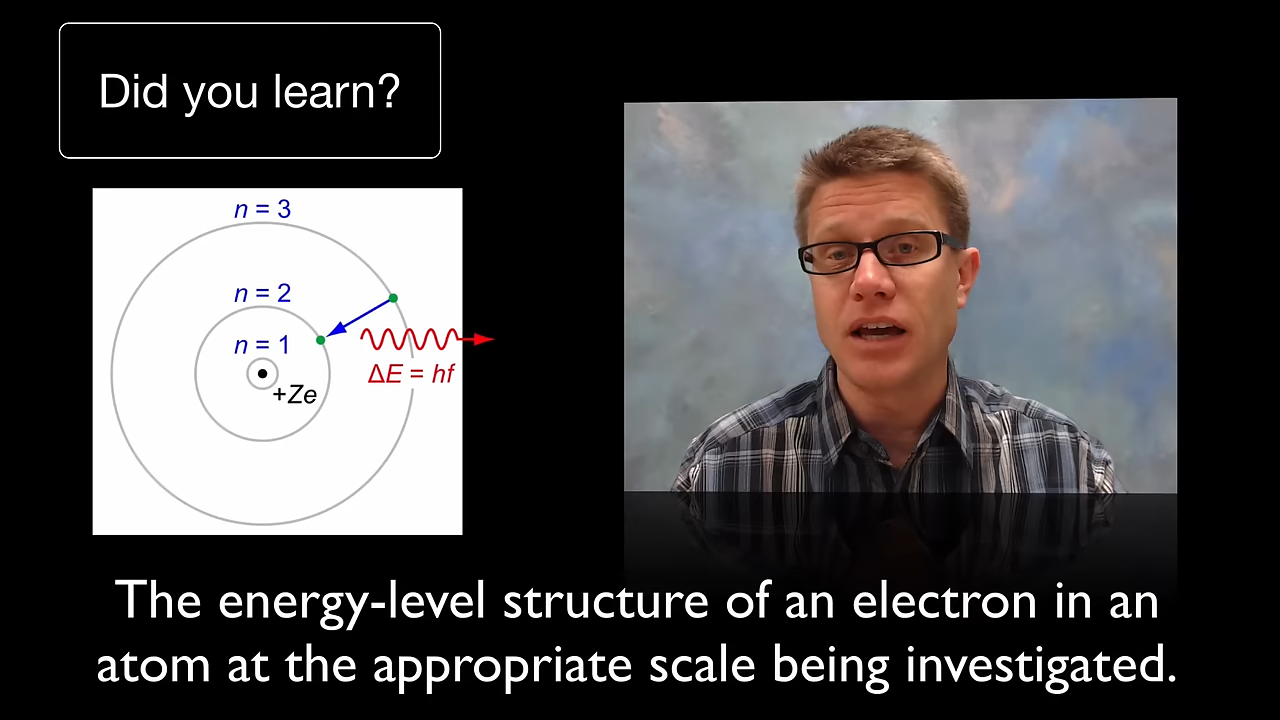 Did you learn?
n = 3
n = 2
n = 1
+Ze
ΔE = hf
The energy-level structure of an electron in an
atom at the appropriate scale being investigated.